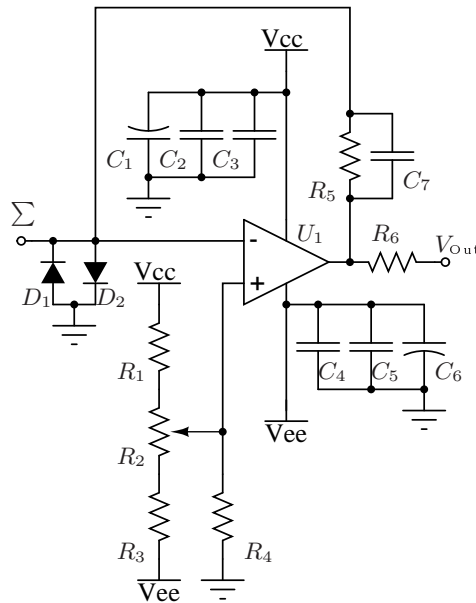 Vcc
C1 C2 C3
R5 C7
Σ
- U1
R6 VOut
D1 D2
Vcc
+
R1
C4 C5 C6
Vee
R2
R3 R4
Vee